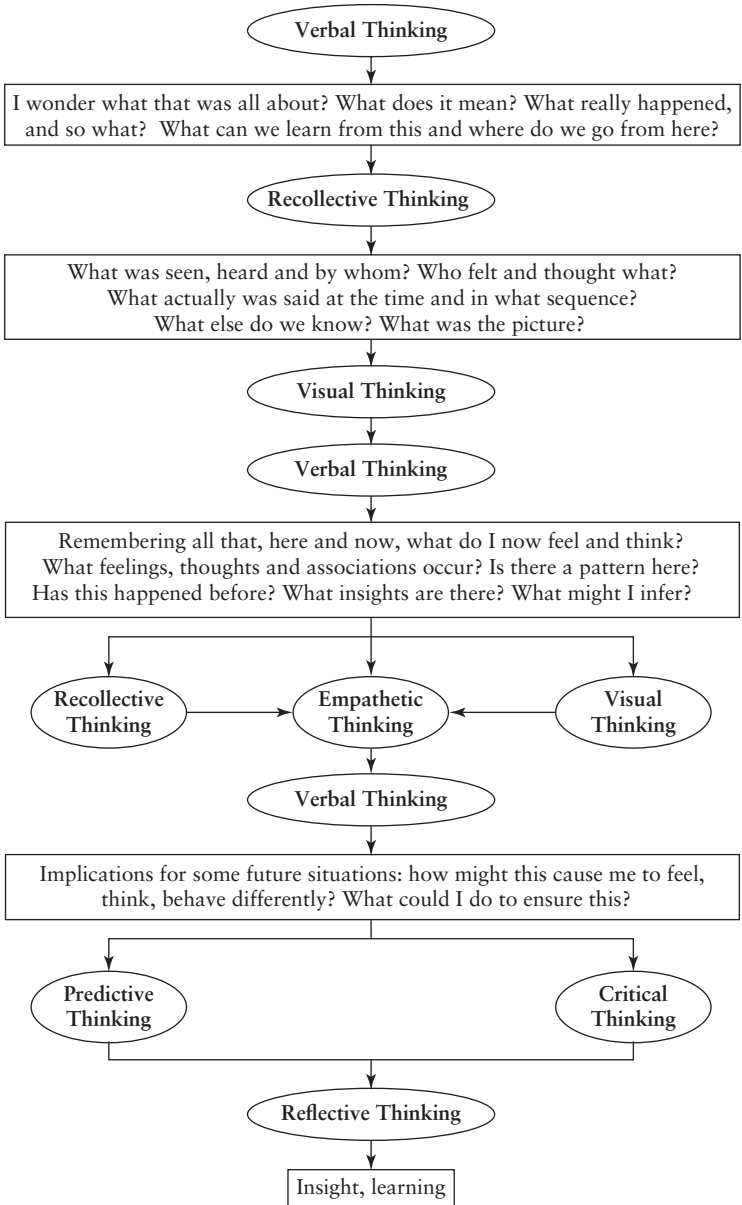 Verbal Thinking
I wonder what that was all about? What does it mean? What really happened,
and so what?  What can we learn from this and where do we go from here?
Recollective Thinking
What was seen, heard and by whom? Who felt and thought what?
What actually was said at the time and in what sequence?
What else do we know? What was the picture?
Visual Thinking
Verbal Thinking
Remembering all that, here and now, what do I now feel and think?
What feelings, thoughts and associations occur? Is there a pattern here?
Has this happened before? What insights are there? What might I infer?
Recollective
Thinking
Empathetic
Thinking
Visual
Thinking
Verbal Thinking
Implications for some future situations: how might this cause me to feel,
think, behave differently? What could I do to ensure this?
Predictive
Thinking
Critical
Thinking
Reflective Thinking
Insight, learning